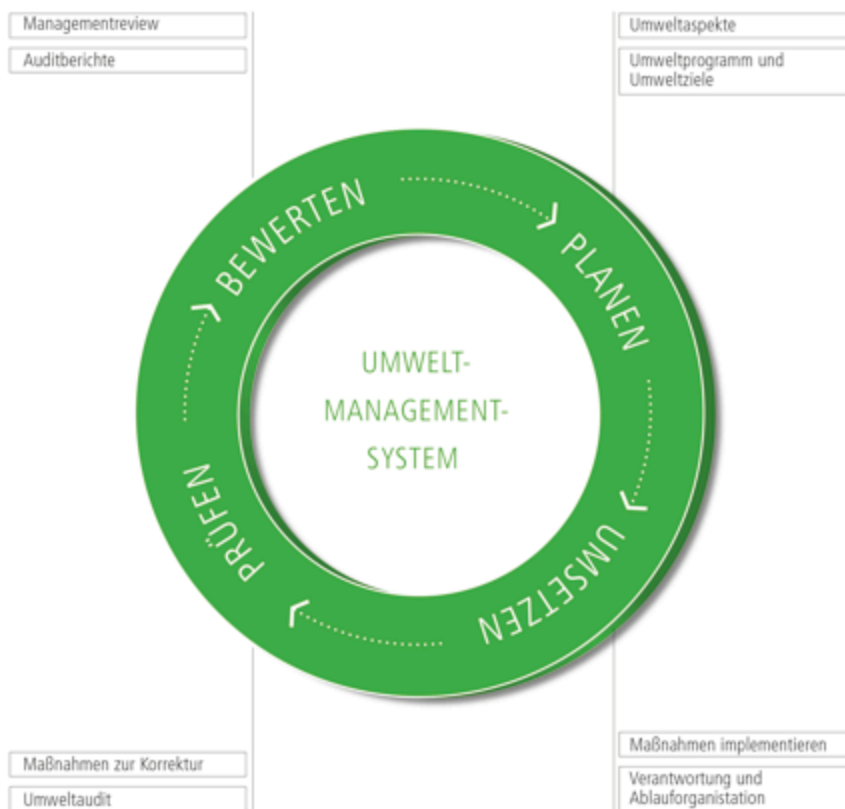 Managementreview
Auditberichte
Umweltaspekte
Umweltprogramm und
Umweltziele
BEWERTEN
PLANEN
UMWELT-
MANAGEMENT-
SYSTEM
PRÜFEN
UMSETZEN
Maßnahmen zur Korrektur
Umweltaudit
Maßnahmen implementieren
Verantwortung und
Ablauforganistation